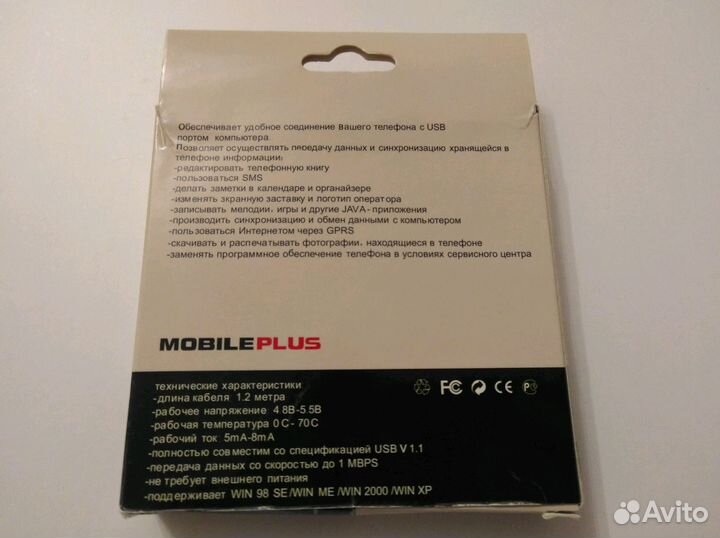 Обеспечивает удобное соединение вашего телефона с USB
портом компьютера
Позволяет осуществлять передачу данных и синхронизацию хранящейся в
телефоне информации:
-редактировать телефонную книгу
-пользоваться SMS
-делать заметки в календаре и органайзере
-изменять зкранную заставку и логотип оператора
-записывать мелодии, игры и другие JAVA - приложения
-производить синхронизацию и обмен данными с компьютером
-пользоваться Интернетом через GPRS
-скачивать и распечатывать фотографии, находящиеся в телефоне
-заменять программное обеспечение телефона в условиях сервисного центра
MOBILEPLUS
технические характеристики
-длина кабеля 1.2 метра
-рабочее напряжение 4.8В-5.5В
-рабочая температура 0 С - 70 С
-рабочий ток 5mA-8mA
-полностью совместим со спецификацией USB V 1.1
-передача данных со скоростью до 1 MBPS
-не требует внешнего питания
-поддерживает WIN 98 SE /WIN ME /WIN 2000 /WIN XP
FC CE
Avito